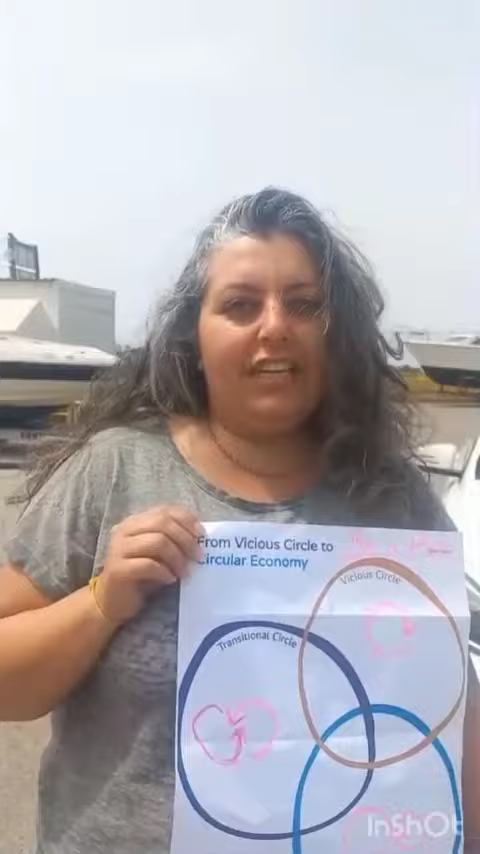 From Vicious Circle to
Circular Economy
Vicious Circle
Transitional Circle
InShOt